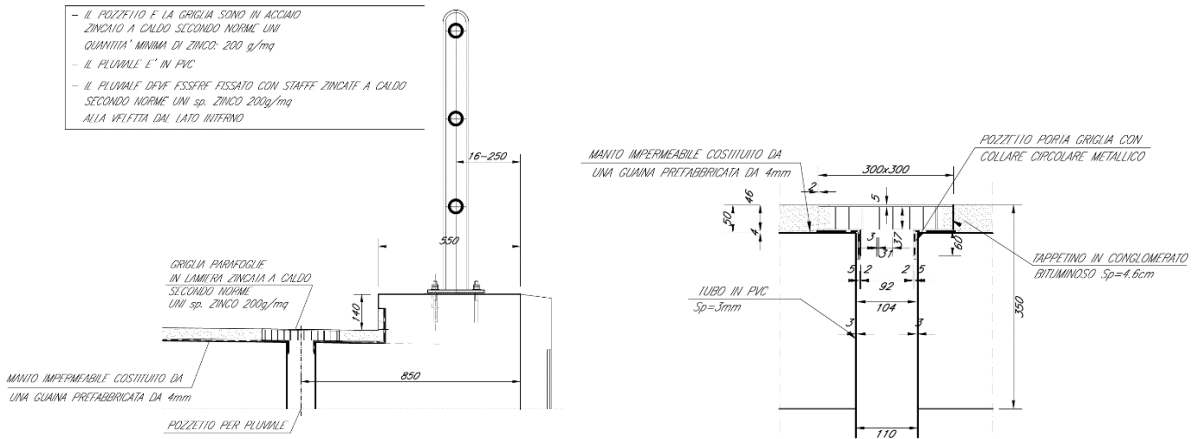 - IL POZZETTO E LA GRIGLIA SONO IN ACCIAIO
ZINCATO A CALDO SECONDO NORME UNI
QUANTITA' MINIMA DI ZINCO: 200 g/mq
- IL PLUVIALE E' IN PVC
- IL PLUVIALE DEVE ESSERE FISSATO CON STAFFE ZINCATE A CALDO
SECONDO NORME UNI sp. ZINCO 200g/mq
ALLA VELETTA DAL LATO INTERNO
16-250
550
GRIGLIA PARAFOGLIE
IN LAMIERA ZINCATA A CALDO
SECONDO NORME
UNI sp. ZINCO 200g/mq
140
850
MANTO IMPERMEABILE COSTITUITO DA
UNA GUAINA PREFABBRICATA DA 4mm
POZZETTO PER PLUVIALE
POZZETTO PORTA GRIGLIA CON
COLLARE CIRCOLARE METALLICO
MANTO IMPERMEABILE COSTITUITO DA
UNA GUAINA PREFABBRICATA DA 4mm
300x300
2
5
46
50
4
3
37
31
60
TAPPETINO IN CONGLOMERATO
BITUMINOSO Sp=4.6cm
5
2
2
5
92
TUBO IN PVC
Sp=3mm
104
350
3
3
110